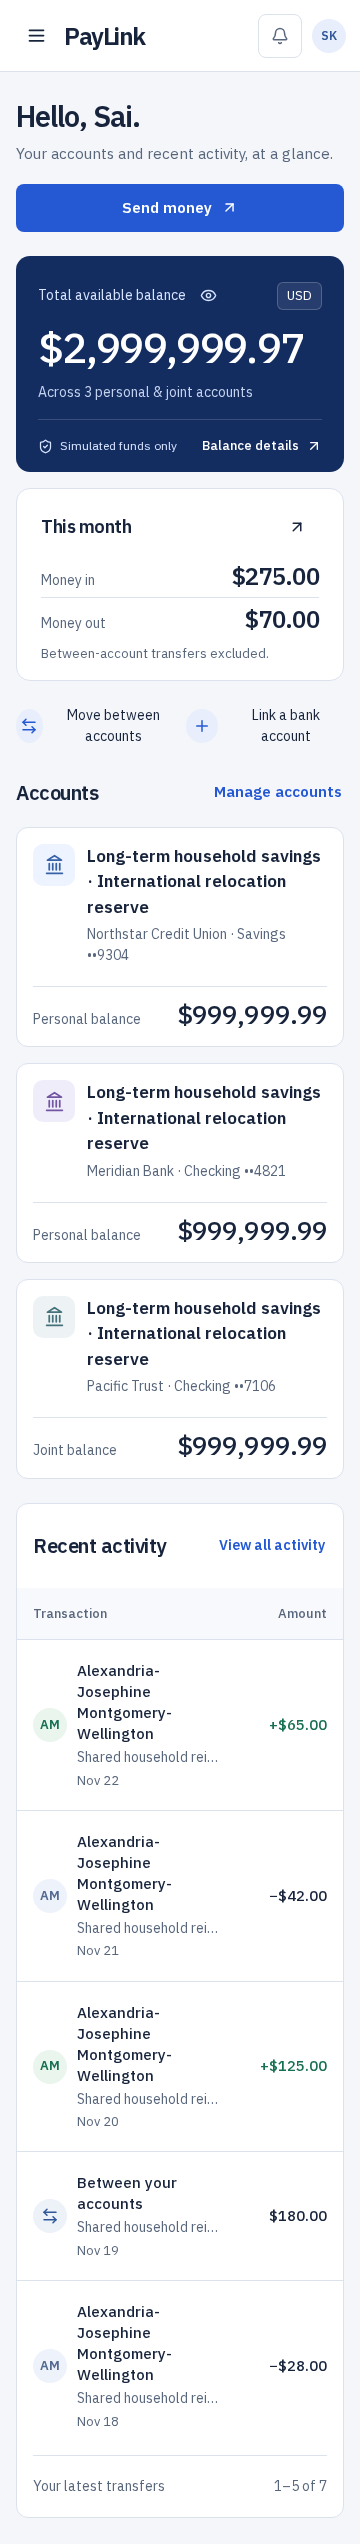 PayLink
SK
Hello, Sai.
Your accounts and recent activity, at a glance.
Send money
Total available balance
USD
$2,999,999.97
Across 3 personal & joint accounts
Simulated funds only
Balance details
This month
Money in
$275.00
Money out
$70.00
Between-account transfers excluded.
Move between
accounts
Link a bank
account
Accounts
Manage accounts
Long-term household savings
· International relocation
reserve
Northstar Credit Union · Savings
••9304
Personal balance
$999,999.99
Long-term household savings
· International relocation
reserve
Meridian Bank · Checking ••4821
Personal balance
$999,999.99
Long-term household savings
· International relocation
reserve
Pacific Trust · Checking ••7106
Joint balance
$999,999.99
Recent activity
View all activity
Transaction
Amount
AM
Alexandria-
Josephine
Montgomery-
Wellington
Shared household rei…
Nov 22
+$65.00
AM
Alexandria-
Josephine
Montgomery-
Wellington
Shared household rei…
Nov 21
−$42.00
AM
Alexandria-
Josephine
Montgomery-
Wellington
Shared household rei…
Nov 20
+$125.00
Between your
accounts
Shared household rei…
Nov 19
$180.00
AM
Alexandria-
Josephine
Montgomery-
Wellington
Shared household rei…
Nov 18
−$28.00
Your latest transfers
1–5 of 7